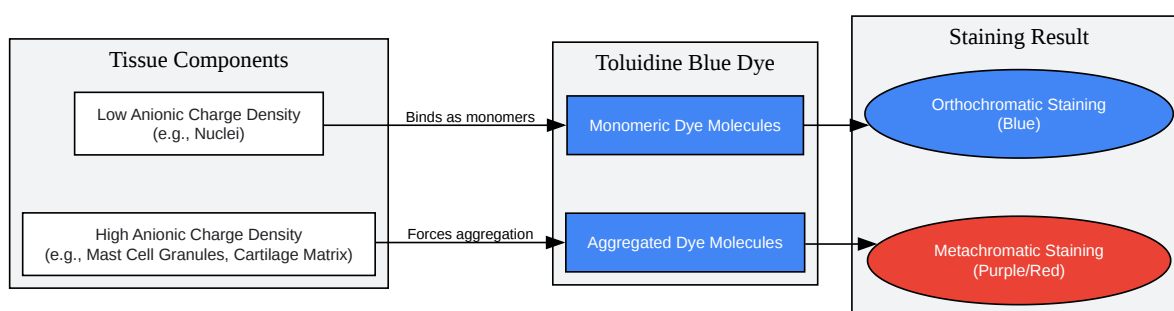 Tissue Components
Low Anionic Charge Density
(e.g., Nuclei)
High Anionic Charge Density
(e.g., Mast Cell Granules, Cartilage Matrix)
Binds as monomers
Forces aggregation
Toluidine Blue Dye
Monomeric Dye Molecules
Aggregated Dye Molecules
Staining Result
Orthochromatic Staining
(Blue)
Metachromatic Staining
(Purple/Red)